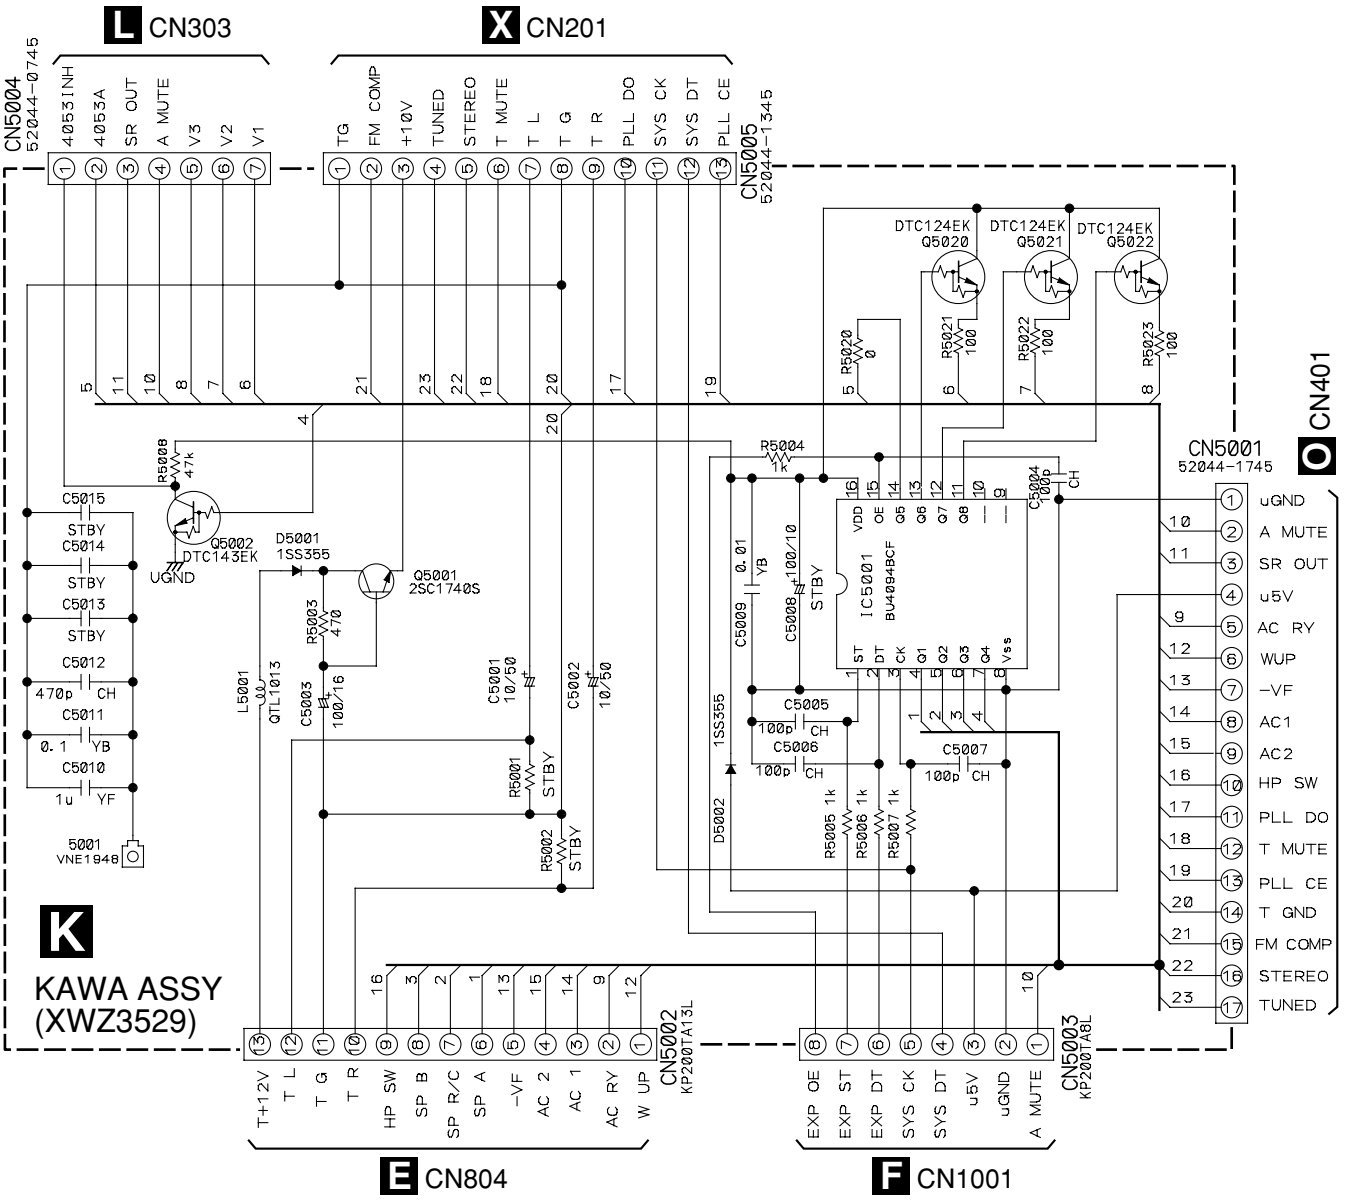 L CN303
X CN201
CN5004
52044-0745
4053INH
4053A
SR OUT
A MUTE
V3
V2
V1
1 2 3 4 5 6 7
TG
FM COMP
+10V
TUNED
STEREO
T MUTE
T L
T G
T R
PLL DO
SYS CK
SYS DT
PLL CE
1 2 3 4 5 6 7 8 9 10 11 12 13
CN5005
52044-1345
DTC124EK
Q5020
DTC124EK
Q5021
DTC124EK
Q5022
R5020
0
R5021
100
R5022
100
R5023
100
5 11 10 8 7 6
21 23 22 18 20 17 19
5 6 7 8
4
20
R5008
47k
Q5002
DTC143EK
UGND
C5015
STBY
C5014
STBY
C5013
STBY
C5012
470p CH
C5011
0.1 YB
C5010
1u YF
5001
VNE1948
D5001
1SS355
Q5001
2SC1740S
R5003
470
L5001
QTL1013
C5003
100/16
C5001
10/50
C5002
10/50
R5001
STBY
R5002
STBY
R5004
1k
C5004
100p
CH
C5009
0.01
YB
C5008
100/10
STBY
16 15 14 13 12 11 10 9
VDD OE Q5 Q6 Q7 Q8
IC5001
BU4094BCF
ST DT CK Q1 Q2 Q3 Q4 Vss
1 2 3 4 5 6 7 8
1 2 3 4
C5005
100p CH
C5006
100p CH
C5007
100p CH
1SS355
D5002
R5005 1k
R5006 1k
R5007 1k
O CN401
CN5001
52044-1745
1 uGND
10 2 A MUTE
11 3 SR OUT
4 u5V
9 5 AC RY
12 6 WUP
13 7 -VF
14 8 AC1
15 9 AC2
16 10 HP SW
17 11 PLL DO
18 12 T MUTE
19 13 PLL CE
20 14 T GND
21 15 FM COMP
22 16 STEREO
23 17 TUNED
K
KAWA ASSY
(XWZ3529)
16 3 2 1 13 15 14 9 12
10
13 12 11 10 9 8 7 6 5 4 3 2 1
CN5002
KP200TA13L
T+12V
T L
T G
T R
HP SW
SP B
SP R/C
SP A
-VF
AC 2
AC 1
AC RY
W UP
E CN804
8 7 6 5 4 3 2 1
CN5003
KP200TA8L
EXP OE
EXP ST
EXP DT
SYS CK
SYS DT
u5V
uGND
A MUTE
F CN1001